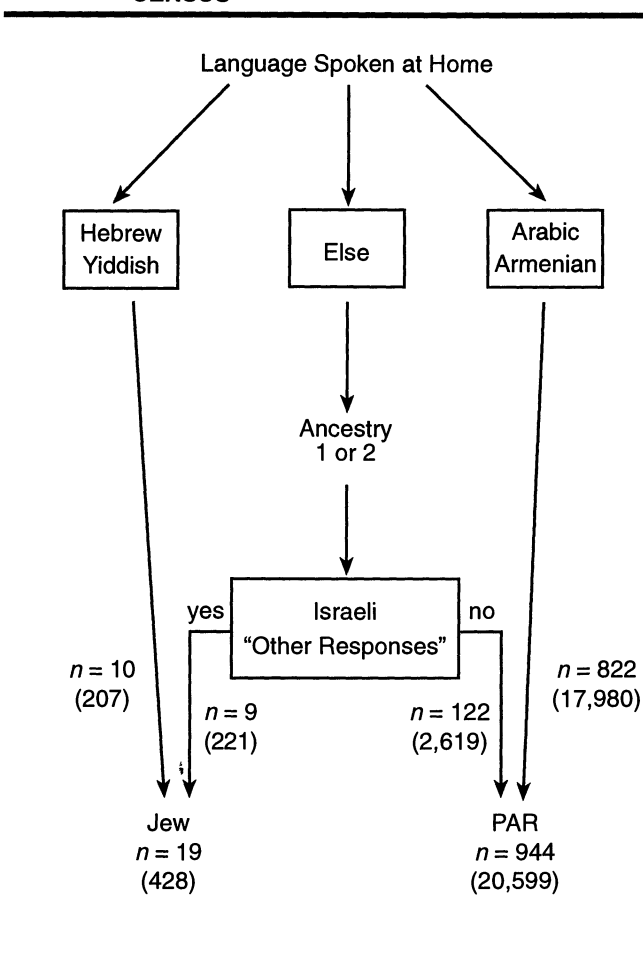 CENSUS
Language Spoken at Home
Hebrew
Yiddish
Else
Arabic
Armenian
Ancestry
1 or 2
yes
Israeli
"Other Responses"
no
n = 10
(207)
n = 9
(221)
n = 122
(2,619)
n = 822
(17,980)
Jew
n = 19
(428)
PAR
n = 944
(20,599)